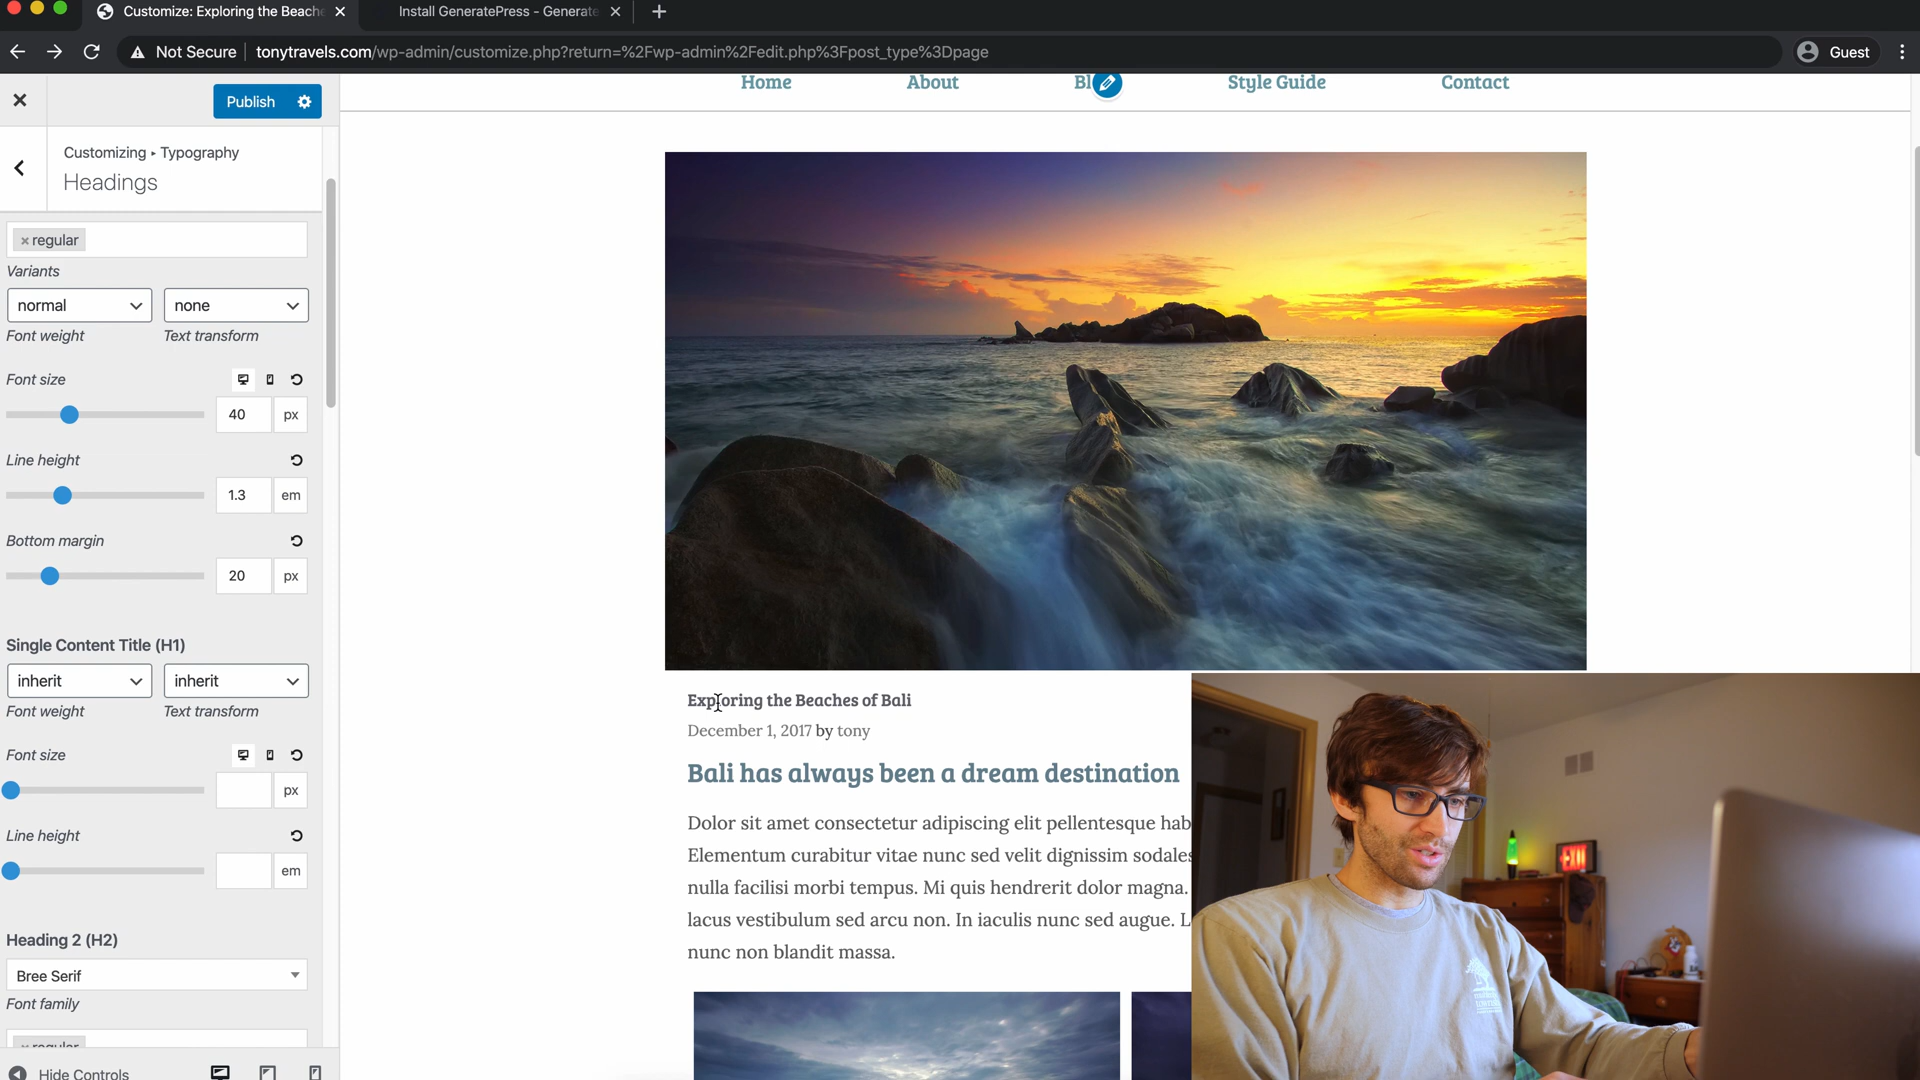 Customize: Exploring the Beache
Install GeneratePress - Generate
Not Secure
tonytravels.com/wp-admin/customize.php?return=%2Fwp-admin%2Fedit.php%3Fpost_type%3Dpage
Guest
Publish
Customizing ▸ Typography
Headings
× regular
Variants
normal
none
Font weight
Text transform
Font size
40
px
Line height
1.3
em
Bottom margin
20
px
Single Content Title (H1)
inherit
inherit
Font weight
Text transform
Font size
px
Line height
em
Heading 2 (H2)
Bree Serif
Font family
× regular
Hide Controls
Home
About
Bl
Style Guide
Contact
Exploring the Beaches of Bali
December 1, 2017 by tony
Bali has always been a dream destination
Dolor sit amet consectetur adipiscing elit pellentesque hab
Elementum curabitur vitae nunc sed velit dignissim sodales
nulla facilisi morbi tempus. Mi quis hendrerit dolor magna.
lacus vestibulum sed arcu non. In iaculis nunc sed augue. L
nunc non blandit massa.
EXIT